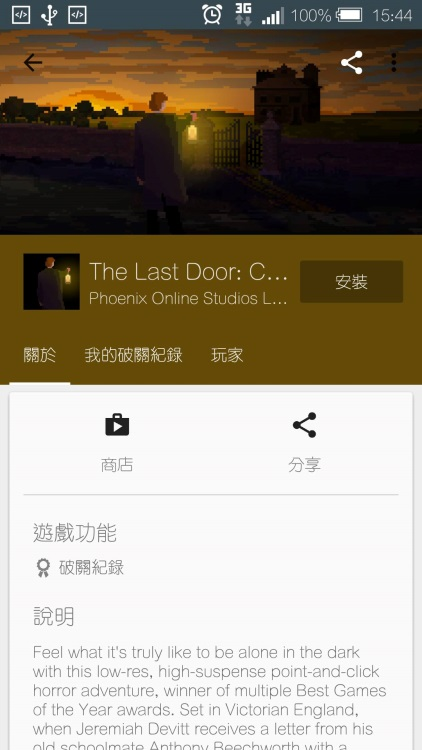 3G
100%
15:44
The Last Door: C...
Phoenix Online Studios L...
安裝
關於
我的破關紀錄
玩家
商店
分享
遊戲功能
破關紀錄
說明
Feel what it's truly like to be alone in the dark
with this low-res, high-suspense point-and-click
horror adventure, winner of multiple Best Games
of the Year awards. Set in Victorian England,
when Jeremiah Devitt receives a letter from his
old schoolmate Anthony Beechworth with a